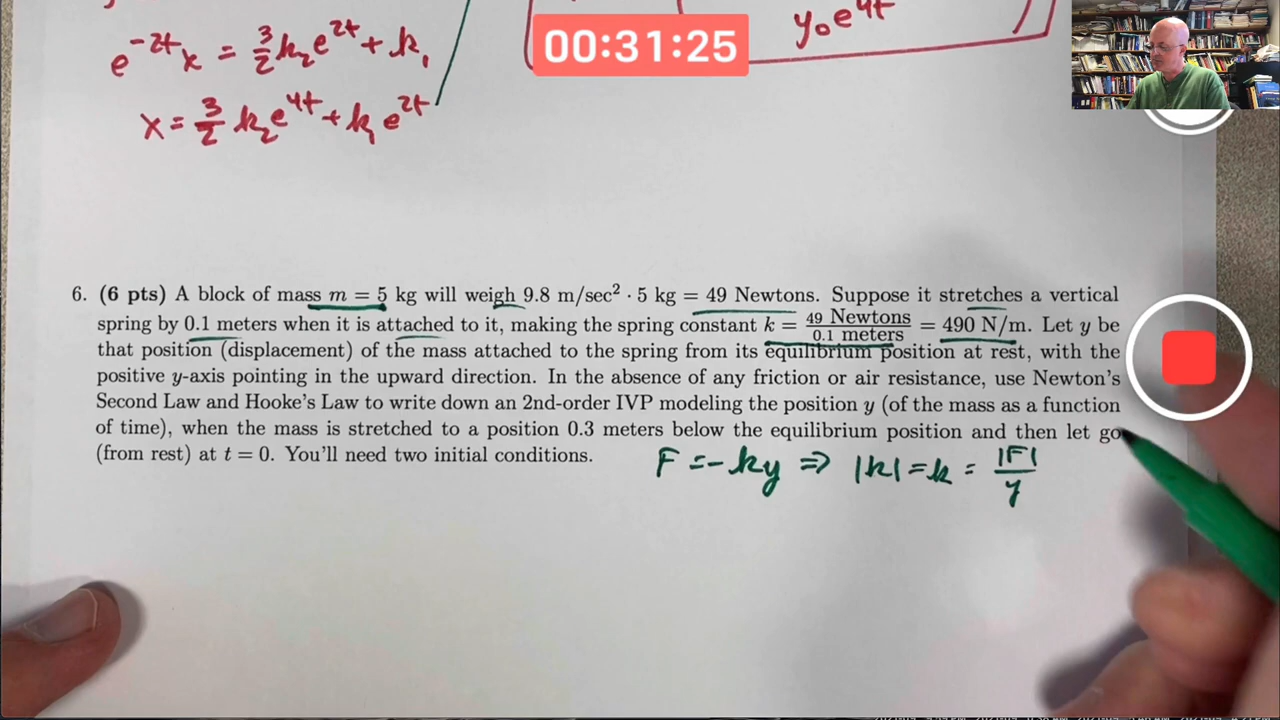 e^{-2t} x = \frac{3}{2} k_2 e^{2t} + k_1
x = \frac{3}{2} k_2 e^{4t} + k_1 e^{2t}
y_0 e^{4t}
00:31:25
6. (6 pts) A block of mass m = 5 kg will weigh 9.8 m/sec² · 5 kg = 49 Newtons. Suppose it stretches a vertical
spring by 0.1 meters when it is attached to it, making the spring constant k = \frac{49 Newtons}{0.1 meters} = 490 N/m. Let y be
that position (displacement) of the mass attached to the spring from its equilibrium position at rest, with the
positive y-axis pointing in the upward direction. In the absence of any friction or air resistance, use Newton's
Second Law and Hooke's Law to write down an 2nd-order IVP modeling the position y (of the mass as a function
of time), when the mass is stretched to a position 0.3 meters below the equilibrium position and then let go
(from rest) at t = 0. You'll need two initial conditions.
F = -ky ⇒ |k| = k = \frac{|F|}{y}